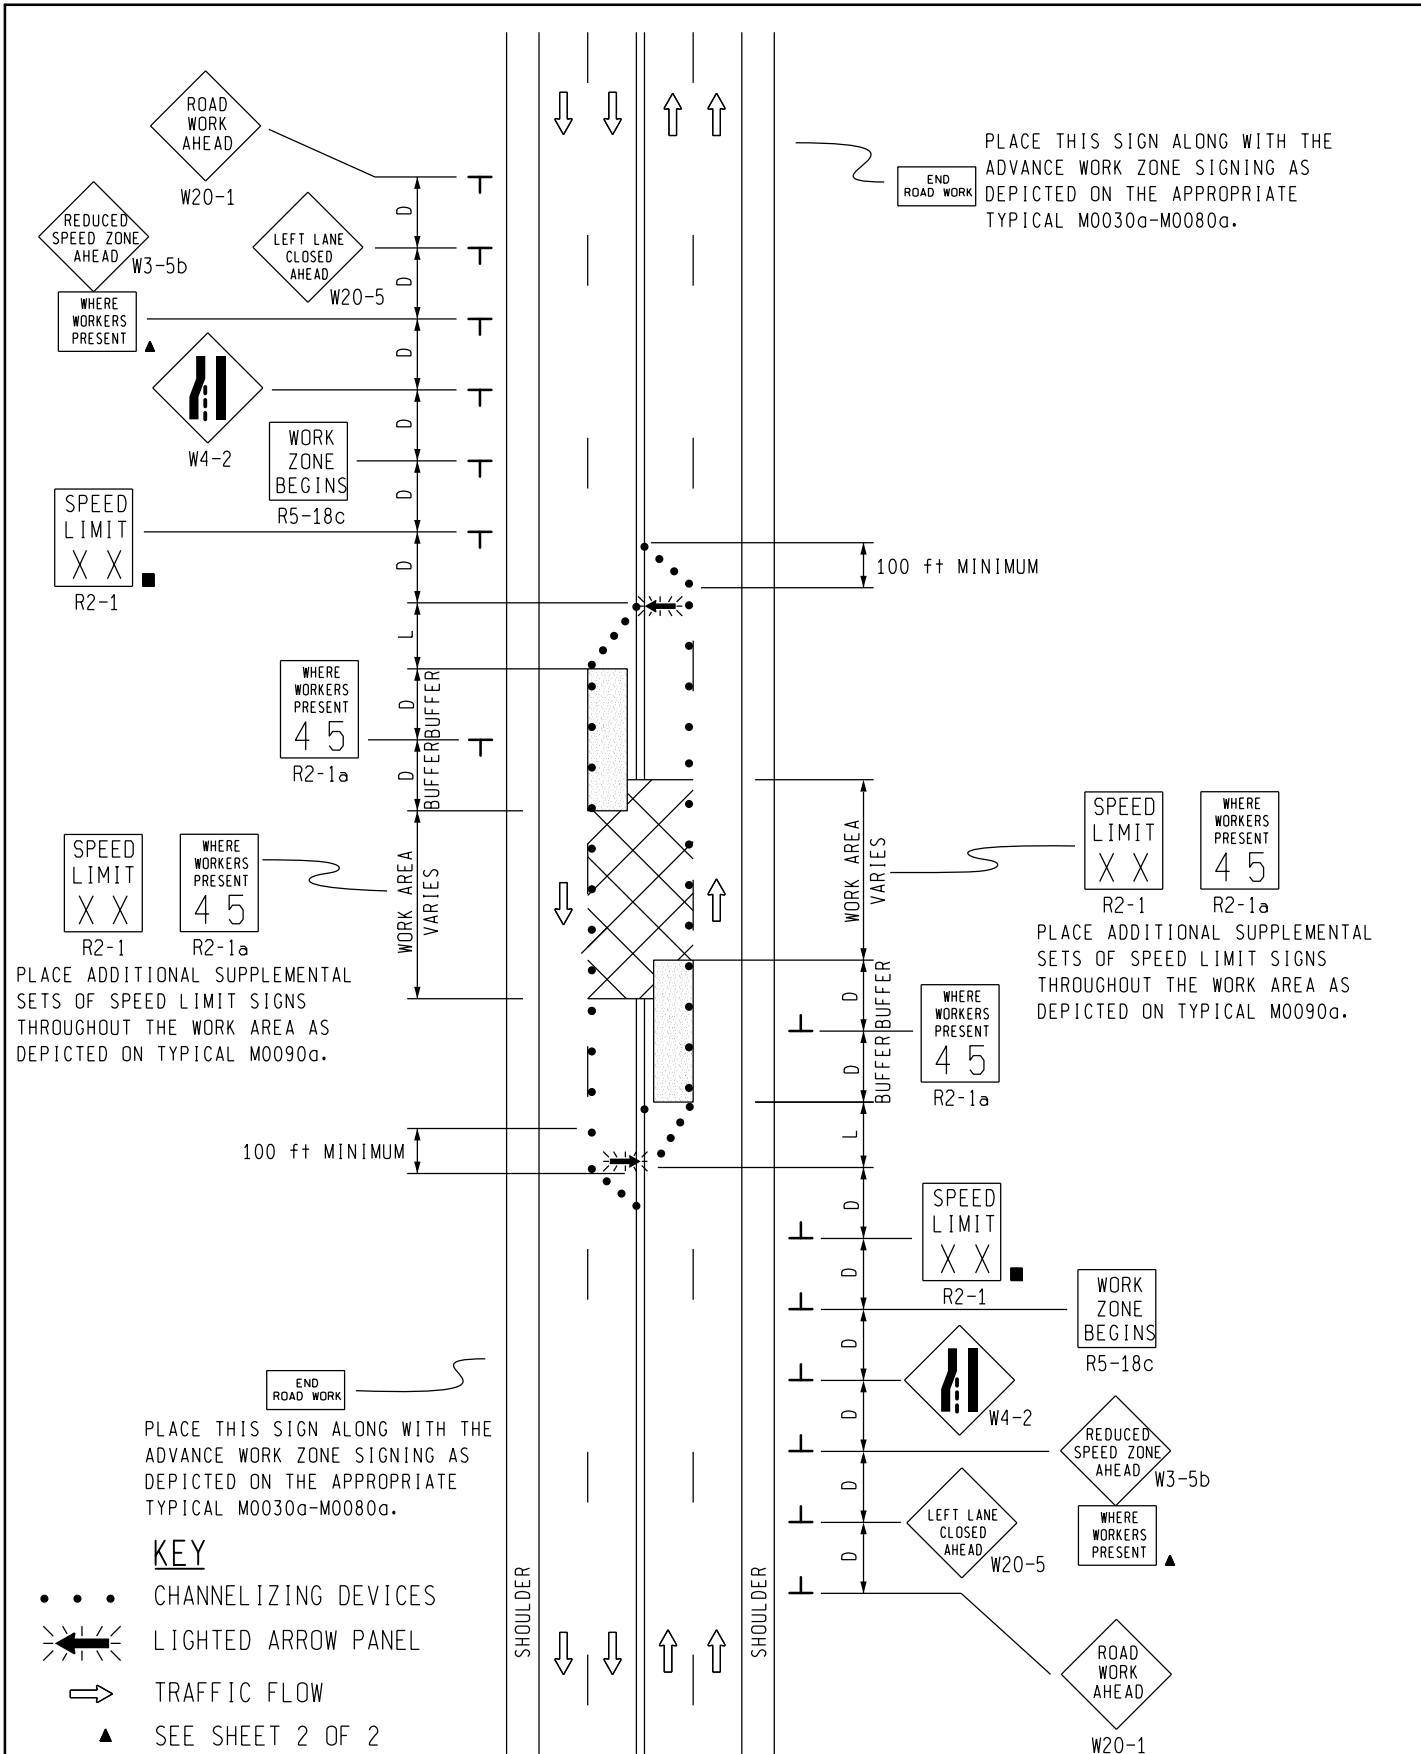 ROAD
WORK
AHEAD
W20-1
REDUCED
SPEED ZONE
AHEAD
W3-5b
WHERE
WORKERS
PRESENT
LEFT LANE
CLOSED
AHEAD
W20-5
W4-2
WORK
ZONE
BEGINS
R5-18c
SPEED
LIMIT
X X
R2-1
D
D
D
D
D
D
L
D
BUFFER
D
BUFFER
WHERE
WORKERS
PRESENT
4 5
R2-1a
WORK AREA
VARIES
SPEED
LIMIT
X X
R2-1
WHERE
WORKERS
PRESENT
4 5
R2-1a
PLACE ADDITIONAL SUPPLEMENTAL
SETS OF SPEED LIMIT SIGNS
THROUGHOUT THE WORK AREA AS
DEPICTED ON TYPICAL M0090a.
100 ft MINIMUM
END
ROAD WORK
PLACE THIS SIGN ALONG WITH THE
ADVANCE WORK ZONE SIGNING AS
DEPICTED ON THE APPROPRIATE
TYPICAL M0030a-M0080a.
END
ROAD WORK
PLACE THIS SIGN ALONG WITH THE
ADVANCE WORK ZONE SIGNING AS
DEPICTED ON THE APPROPRIATE
TYPICAL M0030a-M0080a.
100 ft MINIMUM
WORK AREA
VARIES
SPEED
LIMIT
X X
R2-1
WHERE
WORKERS
PRESENT
4 5
R2-1a
PLACE ADDITIONAL SUPPLEMENTAL
SETS OF SPEED LIMIT SIGNS
THROUGHOUT THE WORK AREA AS
DEPICTED ON TYPICAL M0090a.
D
BUFFER
D
BUFFER
WHERE
WORKERS
PRESENT
4 5
R2-1a
L
D
D
D
D
D
D
SPEED
LIMIT
X X
R2-1
WORK
ZONE
BEGINS
R5-18c
W4-2
REDUCED
SPEED ZONE
AHEAD
W3-5b
WHERE
WORKERS
PRESENT
LEFT LANE
CLOSED
AHEAD
W20-5
ROAD
WORK
AHEAD
W20-1
SHOULDER
SHOULDER
KEY
CHANNELIZING DEVICES
LIGHTED ARROW PANEL
TRAFFIC FLOW
SEE SHEET 2 OF 2